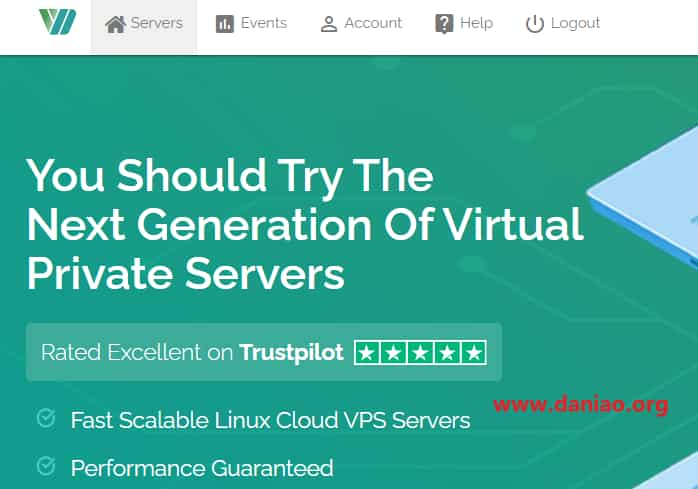 Servers Events Account Help Logout
You Should Try The
Next Generation Of Virtual
Private Servers
Rated Excellent on Trustpilot
www.daniao.org
Fast Scalable Linux Cloud VPS Servers
Performance Guaranteed